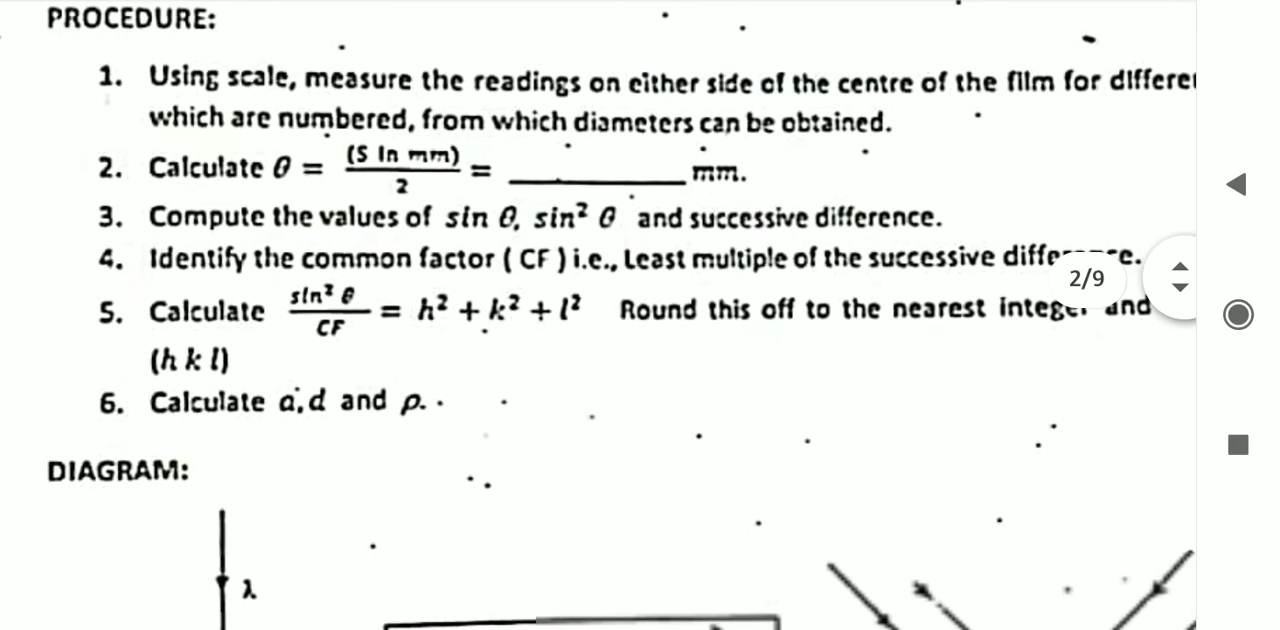 PROCEDURE:
1. Using scale, measure the readings on either side of the centre of the film for
which are numbered, from which diameters can be obtained.
2. Calculate θ = (S in mm)/2 = __________ mm.
3. Compute the values of sin θ, sin² θ and successive difference.
4. Identify the common factor ( CF ) i.e., Least multiple of the successive
2/9
5. Calculate sin² θ/CF = h² + k² + l² Round this off to the nearest and
(h k l)
6. Calculate a, d and ρ.
DIAGRAM:
λ